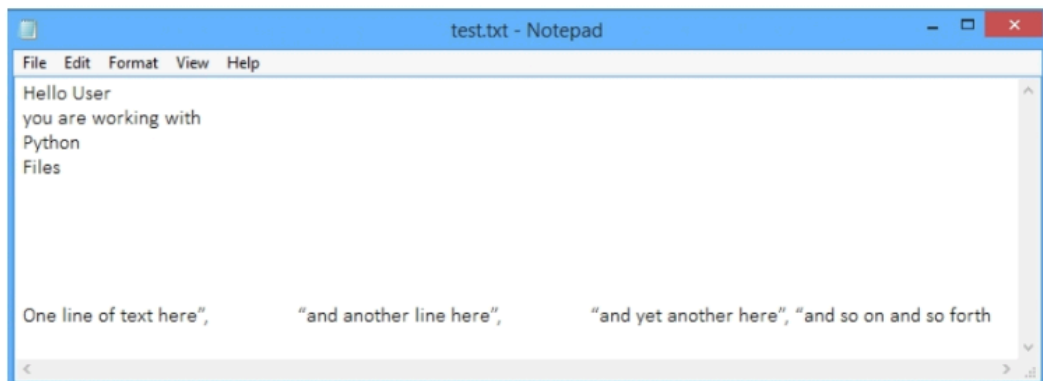 test.txt - Notepad
File Edit Format View Help
Hello User
you are working with
Python
Files
One line of text here”, “and another line here”, “and yet another here”, “and so on and so forth